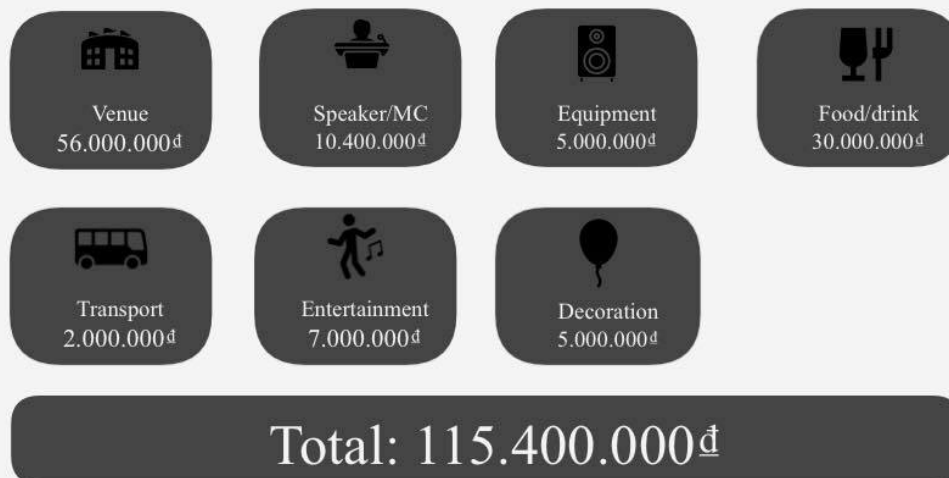 Venue
56.000.000₫
Speaker/MC
10.400.000₫
Equipment
5.000.000₫
Food/drink
30.000.000₫
Transport
2.000.000₫
Entertainment
7.000.000₫
Decoration
5.000.000₫
Total: 115.400.000₫